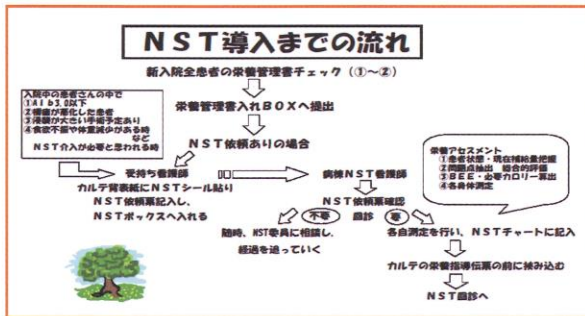 NST導入までの流れ
新入院全患者の栄養管理書チェック（①〜②）
栄養管理書入れBOXへ提出
NST依頼ありの場合
入院中の患者さんの中で
①Alb3.0以下
②褥瘡が悪化した患者
③侵襲が大きい手術予定あり
④食欲不振や体重減少がある時
など
NST介入が必要と思われる時
受持ち看護師
カルテ背表紙にNSTシール貼り
NST依頼票記入し、
NSTボックスへ入れる
病棟NST看護師
NST依頼票確認
不要
回診
要
随時、NST委員に相談し、
経過を追っていく
栄養アセスメント
①患者状態・現在補給量把握
②問題点抽出　総合的評価
③BEE・必要カロリー算出
④各身体測定
各自測定を行い、NSTチャートに記入
カルテの栄養指導伝票の前に挟み込む
NST回診へ